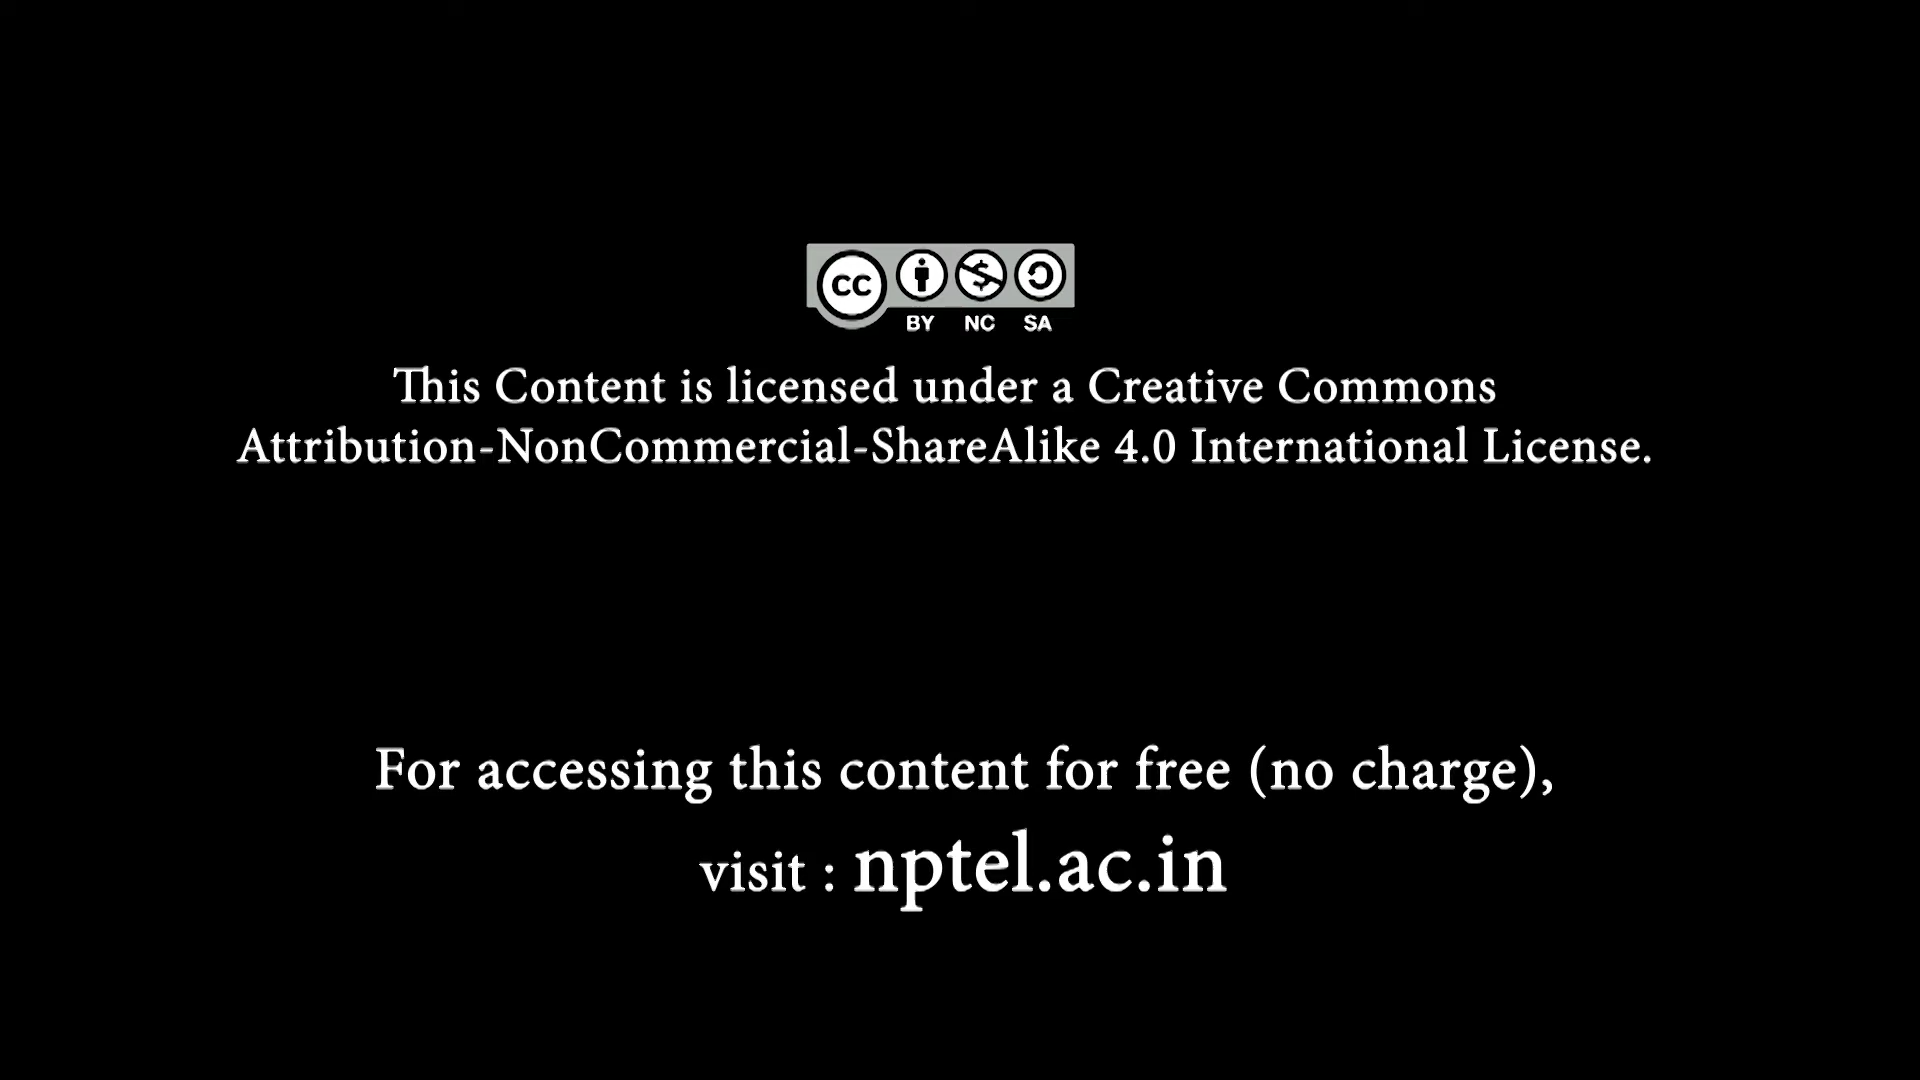 cc
BY NC SA
This Content is licensed under a Creative Commons
Attribution-NonCommercial-ShareAlike 4.0 International License.
For accessing this content for free (no charge),
visit : nptel.ac.in